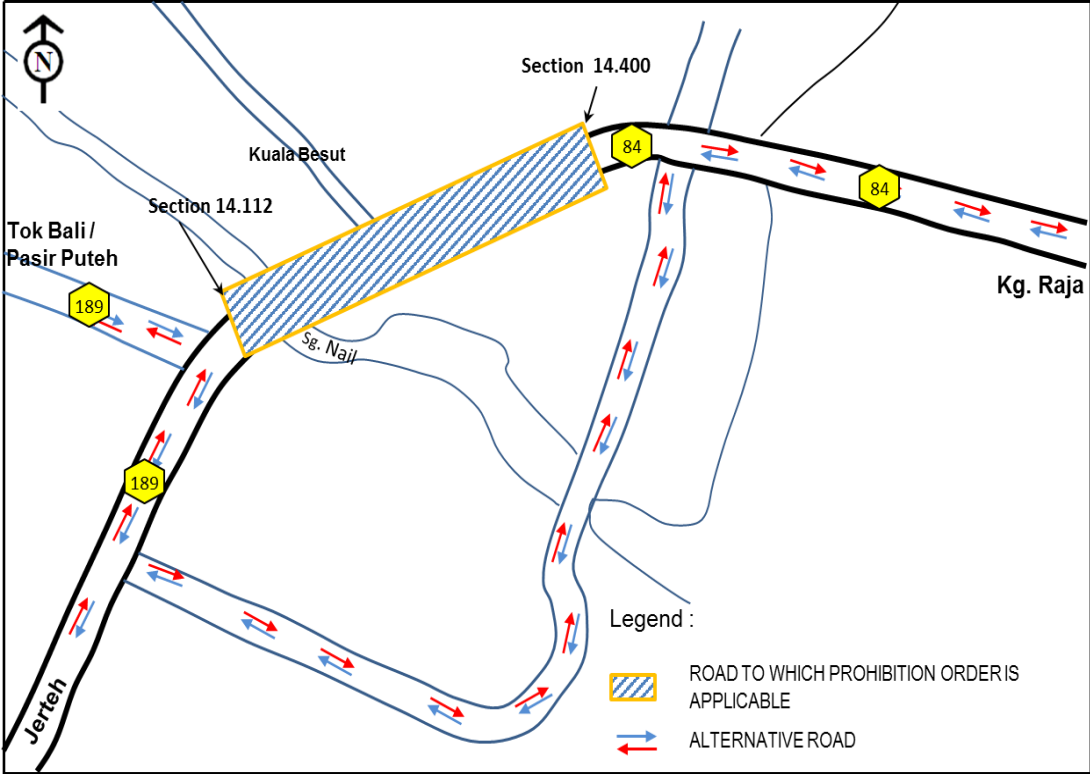 N
Section 14.400
84
Kuala Besut
84
Section 14.112
Tok Bali /
Pasir Puteh
Kg. Raja
189
Sg. Nail
189
Legend :
ROAD TO WHICH PROHIBITION ORDER IS
APPLICABLE
Jerteh
ALTERNATIVE ROAD